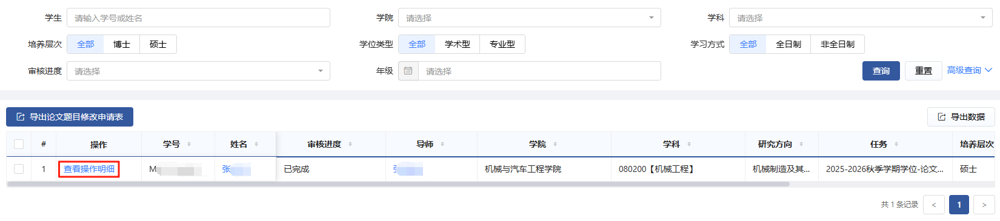 学生 请输入学号或姓名 学院 请选择 学科 请选择
培养层次 全部 博士 硕士 学位类型 全部 学术型 专业型 学习方式 全部 全日制 非全日制
审核进度 请选择 年级 请选择 查询 重置 高级查询
导出论文题目修改申请表 导出数据
# 操作 学号 姓名 审核进度 导师 学院 学科 研究方向 任务 培养层次
1 查看操作明细 M 张 已完成 机械与汽车工程学院 080200【机械工程】 机械制造及其... 2025-2026秋季学期学位-论文... 硕士
共 1 条记录 < 1 >